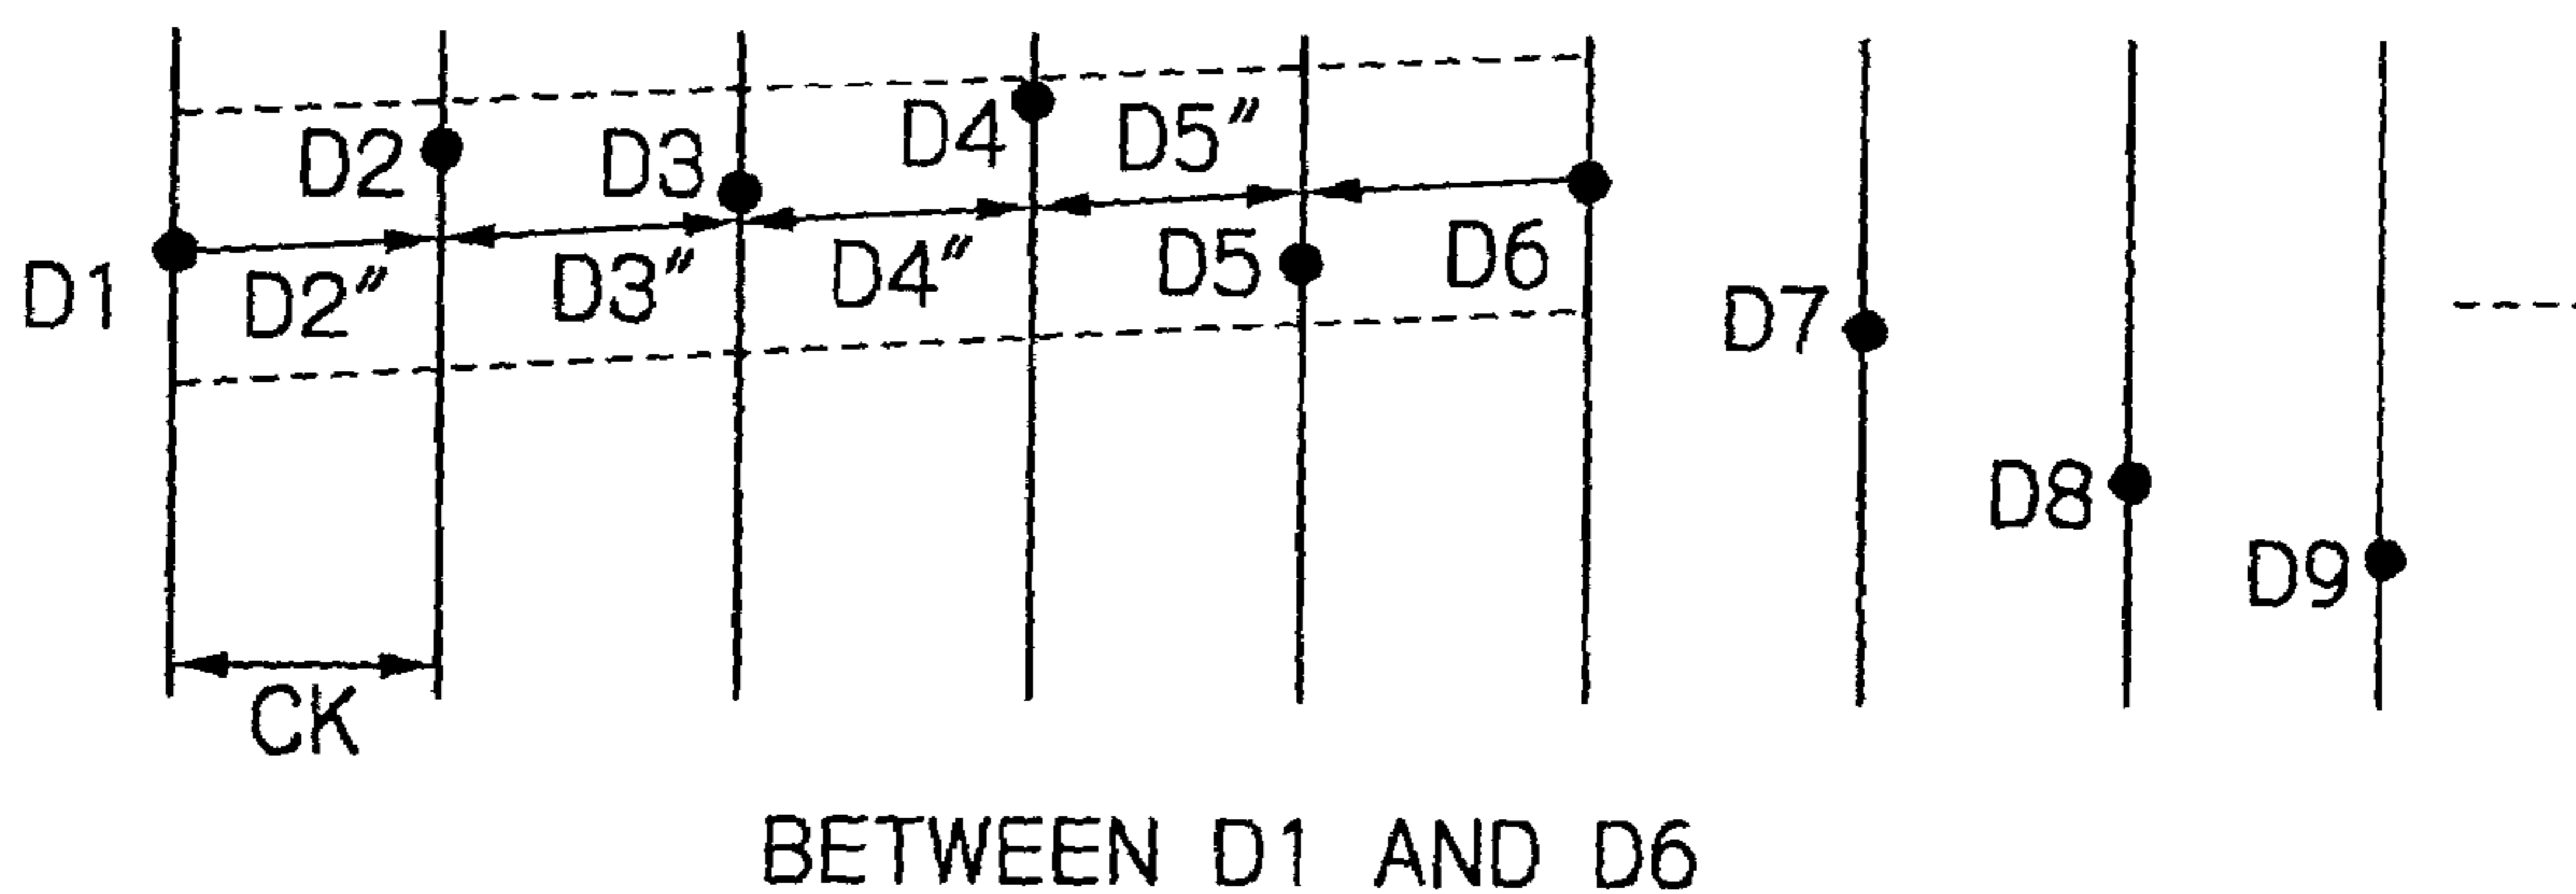 D1
D2
D2″
D3
D3″
D4
D4″
D5″
D5
D6
D7
D8
D9
CK
BETWEEN D1 AND D6